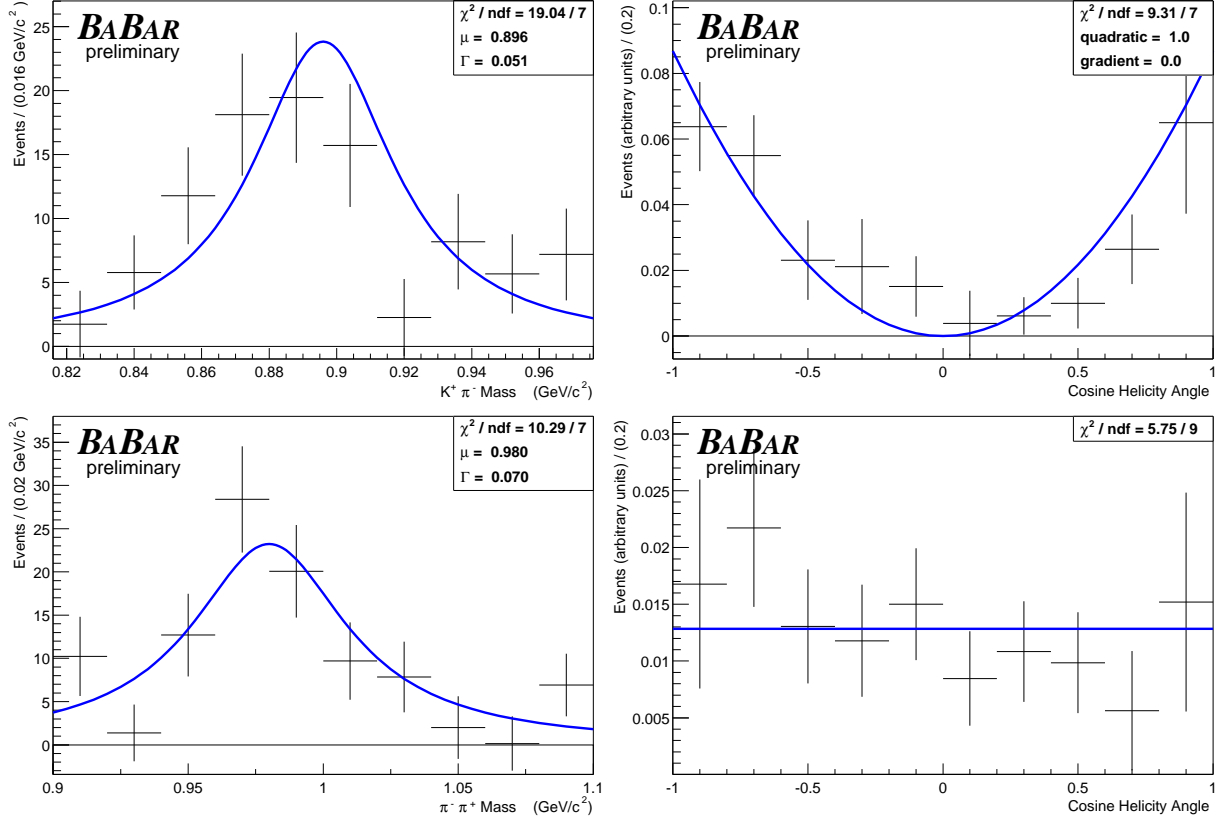 BABAR
preliminary
χ² / ndf = 19.04 / 7
μ = 0.896
Γ = 0.051
Events / (0.016 GeV/c²)
25
20
15
10
5
0
0.82 0.84 0.86 0.88 0.9 0.92 0.94 0.96
K⁺ π⁻ Mass (GeV/c²)
BABAR
preliminary
χ² / ndf = 9.31 / 7
quadratic = 1.0
gradient = 0.0
Events (arbitrary units) / (0.2)
0.1
0.08
0.06
0.04
0.02
0
-1 -0.5 0 0.5 1
Cosine Helicity Angle
BABAR
preliminary
χ² / ndf = 10.29 / 7
μ = 0.980
Γ = 0.070
Events / (0.02 GeV/c²)
35
30
25
20
15
10
5
0
0.9 0.95 1 1.05 1.1
π⁻ π⁺ Mass (GeV/c²)
BABAR
preliminary
χ² / ndf = 5.75 / 9
Events (arbitrary units) / (0.2)
0.03
0.025
0.02
0.015
0.01
0.005
-1 -0.5 0 0.5 1
Cosine Helicity Angle